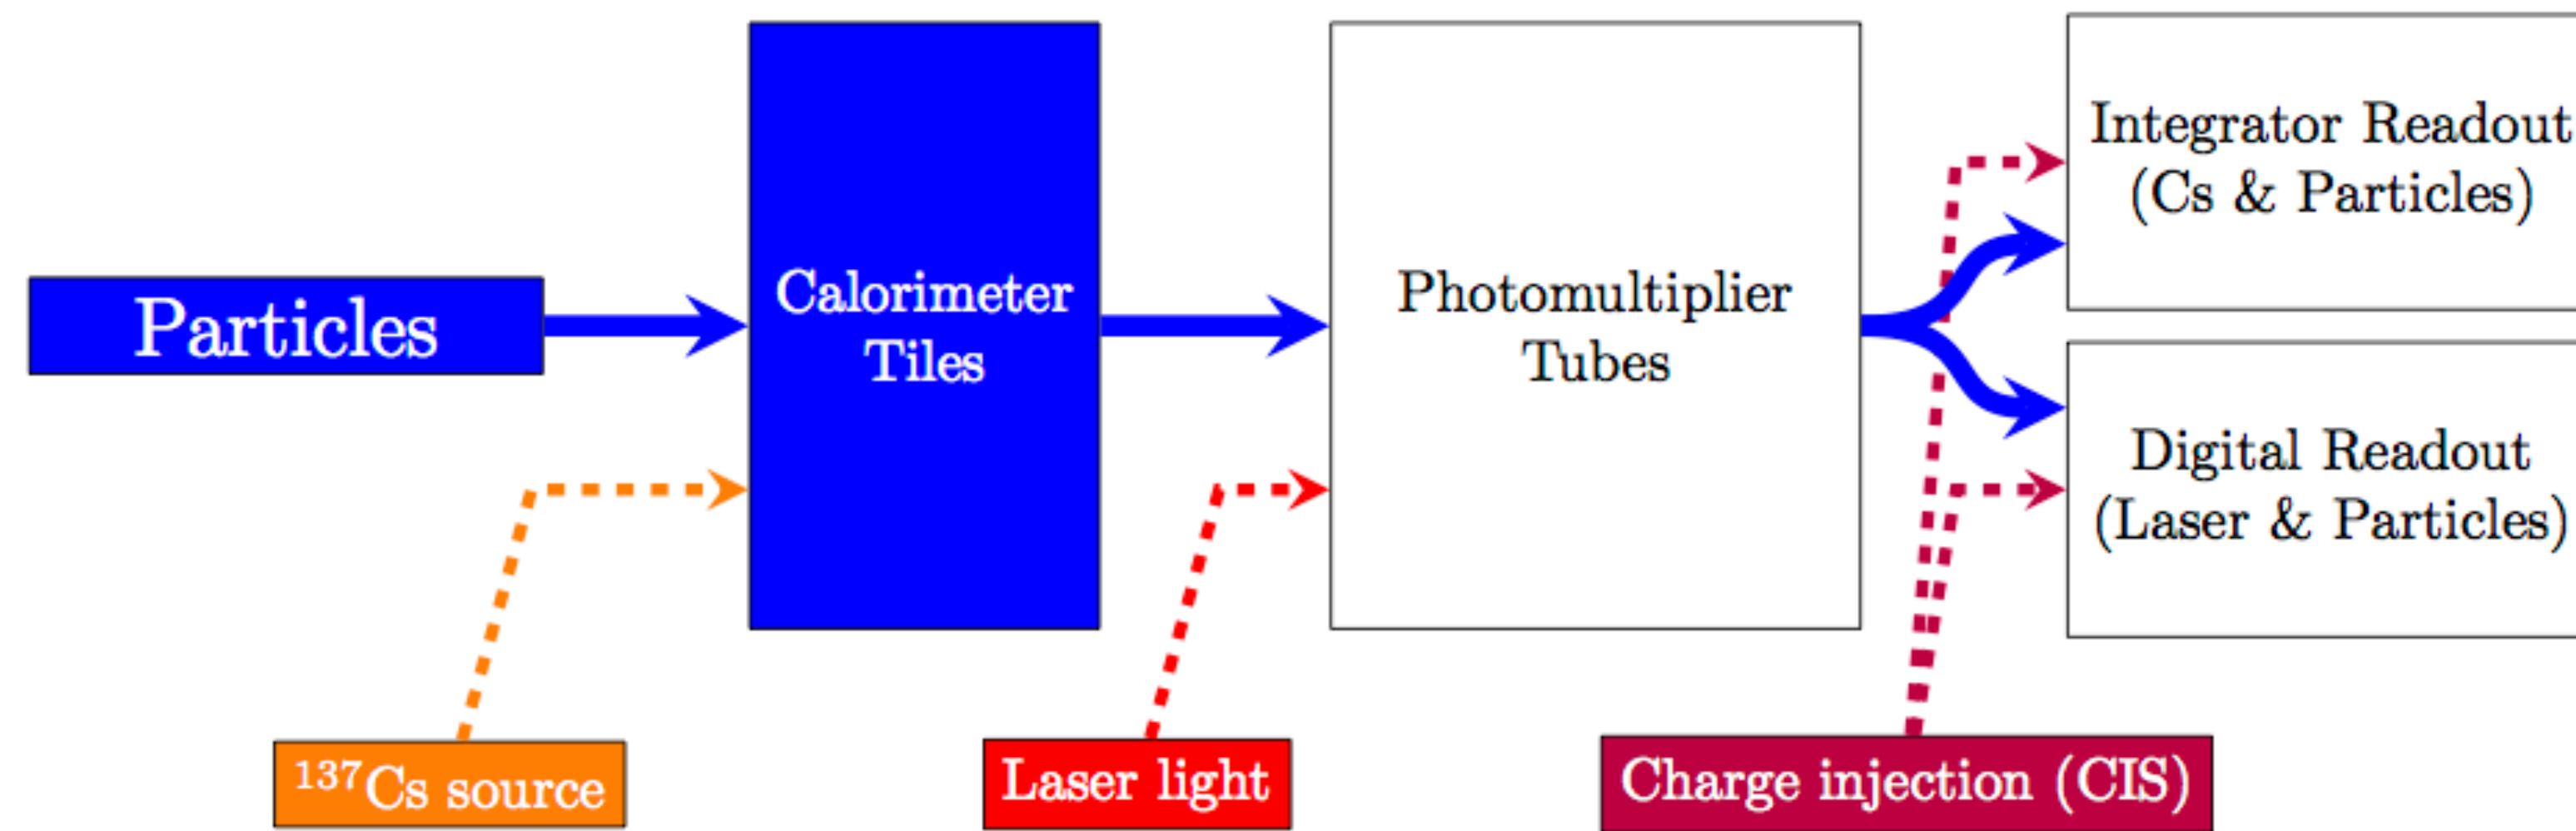 Particles
Calorimeter
Tiles
Photomultiplier
Tubes
Integrator Readout
(Cs & Particles)
Digital Readout
(Laser & Particles)
¹³⁷Cs source
Laser light
Charge injection (CIS)